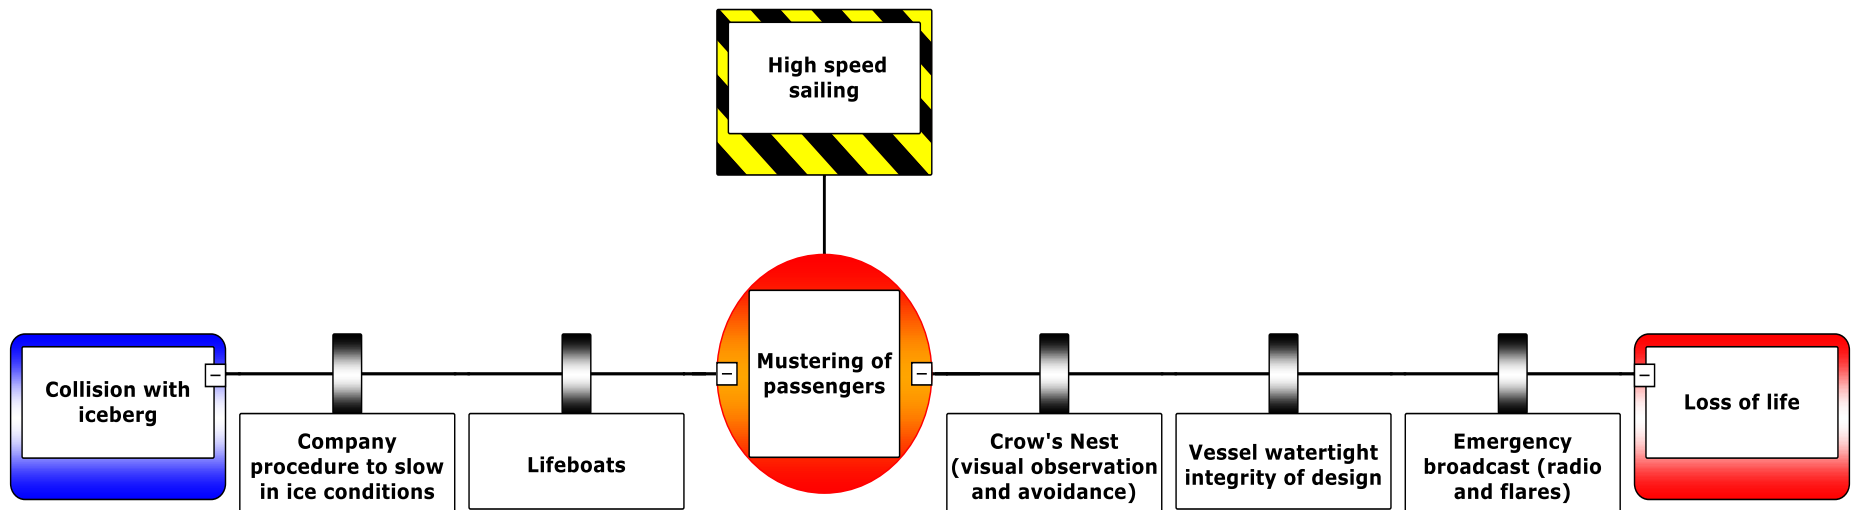 High speed
sailing
Collision with
iceberg
Company
procedure to slow
in ice conditions
Lifeboats
Mustering of
passengers
Crow's Nest
(visual observation
and avoidance)
Vessel watertight
integrity of design
Emergency
broadcast (radio
and flares)
Loss of life